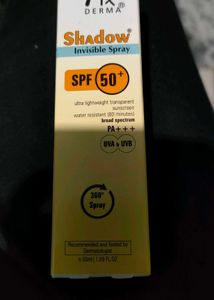 DERMA
SHADOW
Invisible Spray
SPF 50+
ultra lightweight transparent
sunscreen
water resistant (80 minutes)
broad spectrum
PA+++
UVA & UVB
360°
Spray
Recommended and Tested by
Dermatologist